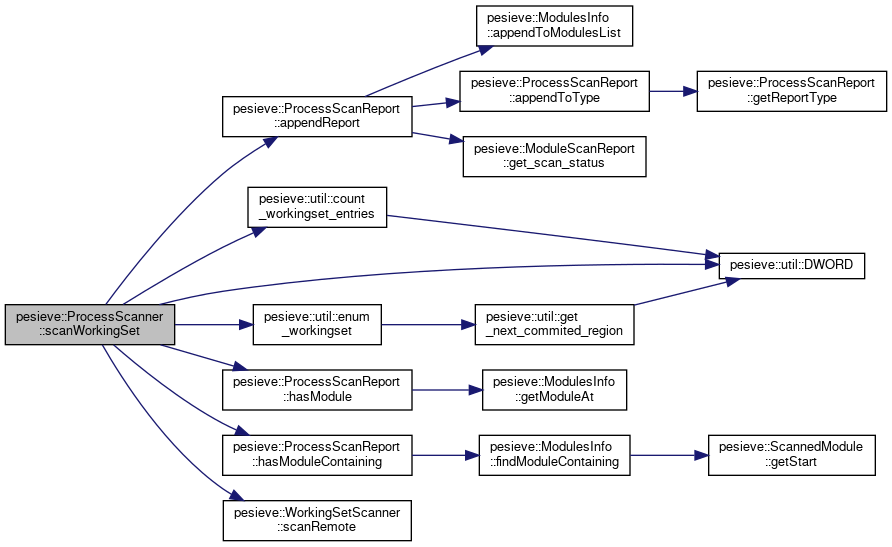 pesieve::ModulesInfo
::appendToModulesList
pesieve::ProcessScanReport
::appendReport
pesieve::ProcessScanReport
::appendToType
pesieve::ProcessScanReport
::getReportType
pesieve::ModuleScanReport
::get_scan_status
pesieve::util::count
_workingset_entries
pesieve::util::DWORD
pesieve::ProcessScanner
::scanWorkingSet
pesieve::util::enum
_workingset
pesieve::util::get
_next_commited_region
pesieve::ProcessScanReport
::hasModule
pesieve::ModulesInfo
::getModuleAt
pesieve::ProcessScanReport
::hasModuleContaining
pesieve::ModulesInfo
::findModuleContaining
pesieve::ScannedModule
::getStart
pesieve::WorkingSetScanner
::scanRemote